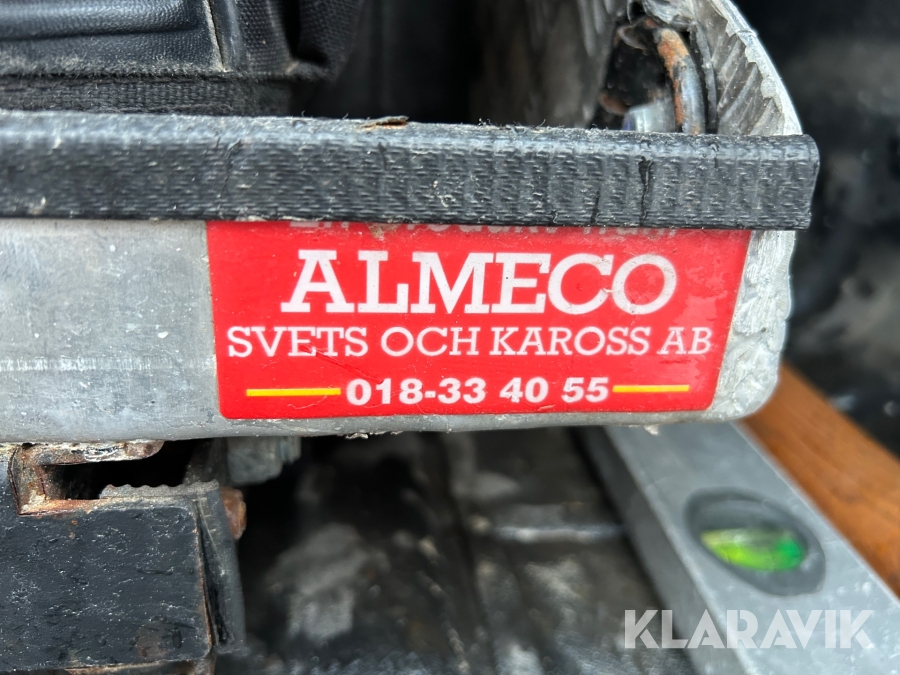 ALMECO
SVETS OCH KAROSS AB
018-33 40 55
KLARAVIK